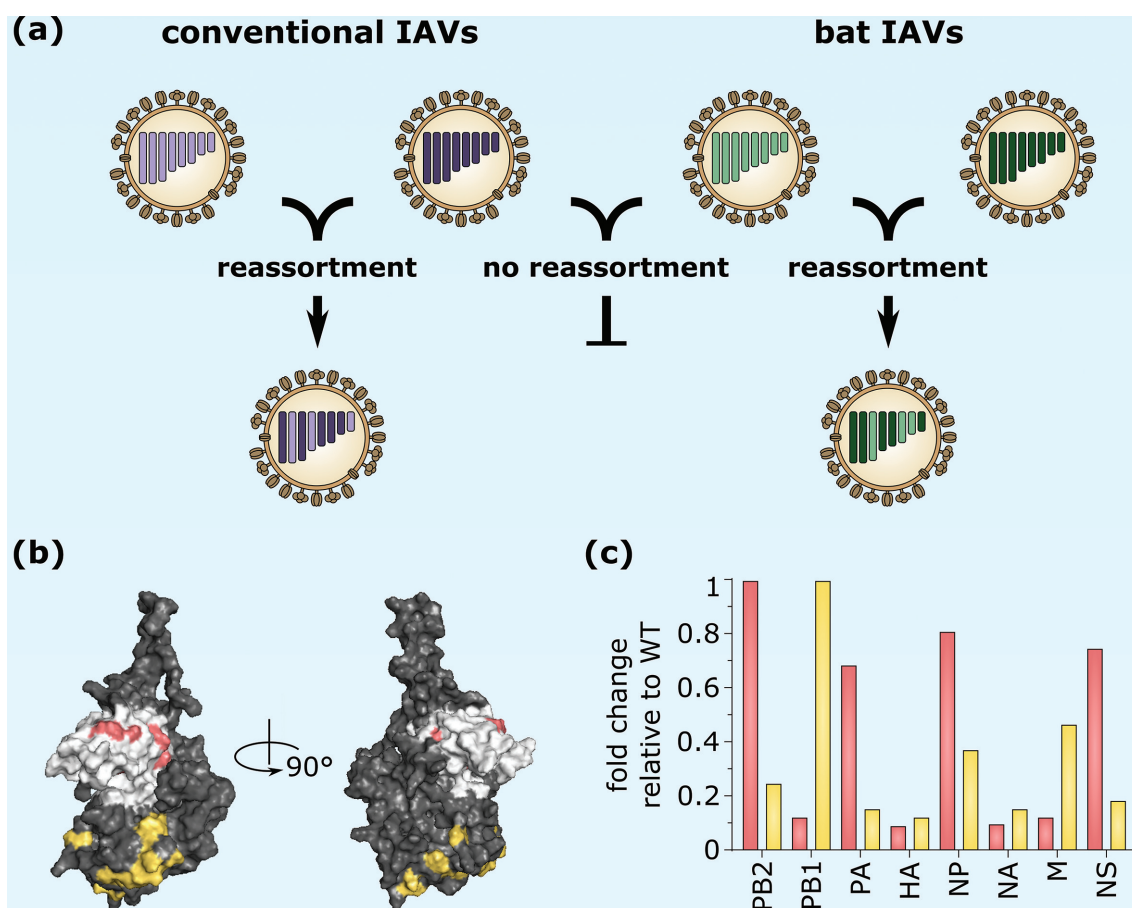 (a)
conventional IAVs
bat IAVs
reassortment
no reassortment
reassortment
(b)
90°
(c)
fold change
relative to WT
1
0.8
0.6
0.4
0.2
0
PB2
PB1
PA
HA
NP
NA
M
NS